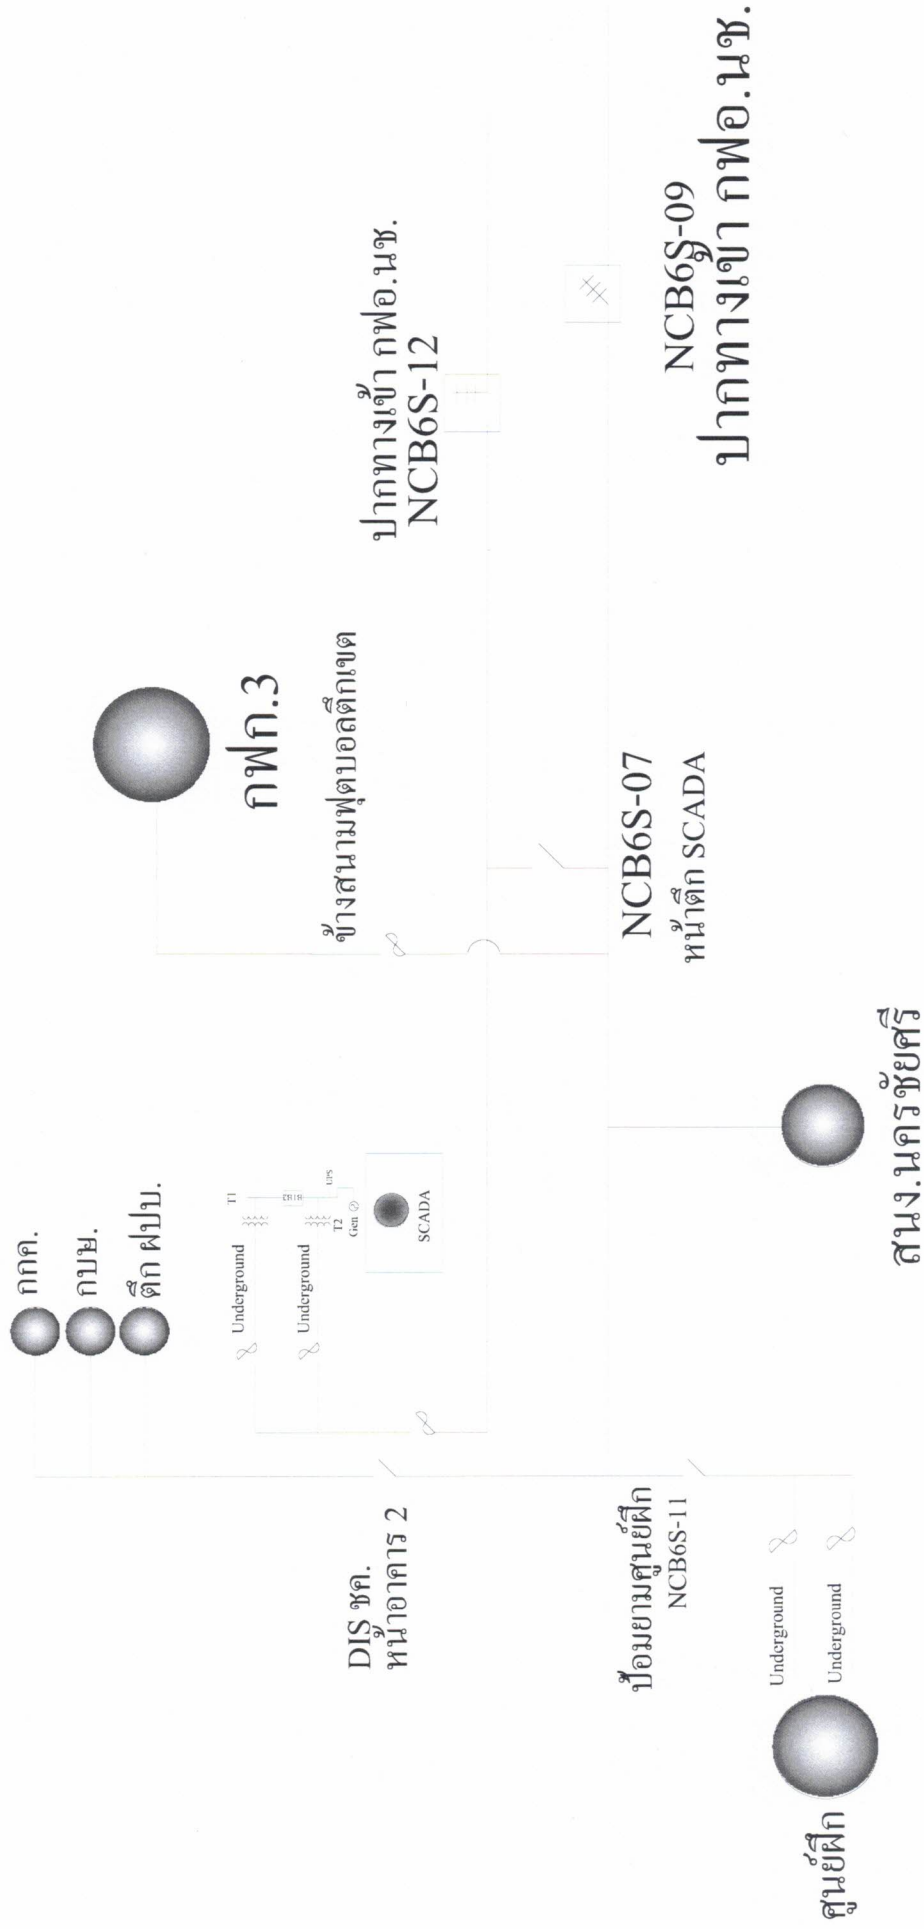 กกค.
กบษ.
ตึก ฝปบ.
กฟก.3
ข้างสนามฟุตบอลตึกเขต
ปากทางเข้า กฟอ.นช.
NCB6S-12
T1
Underground
UPS
Underground
T2
Gen
SCADA
DIS ชค.
หน้าอาคาร 2
NCB6S-07
หน้าตึก SCADA
NCB6S-09
ปากทางเข้า กฟอ.นช.
ป้อมยามศูนย์ฝึก
NCB6S-11
Underground
Underground
ศูนย์ฝึก
สนง.นครชัยศรี